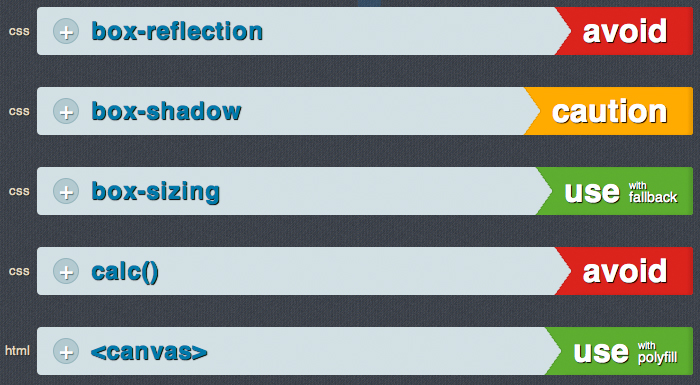 css + box-reflection avoid
css + box-shadow caution
css + box-sizing use with fallback
css + calc() avoid
html + <canvas> use with polyfill